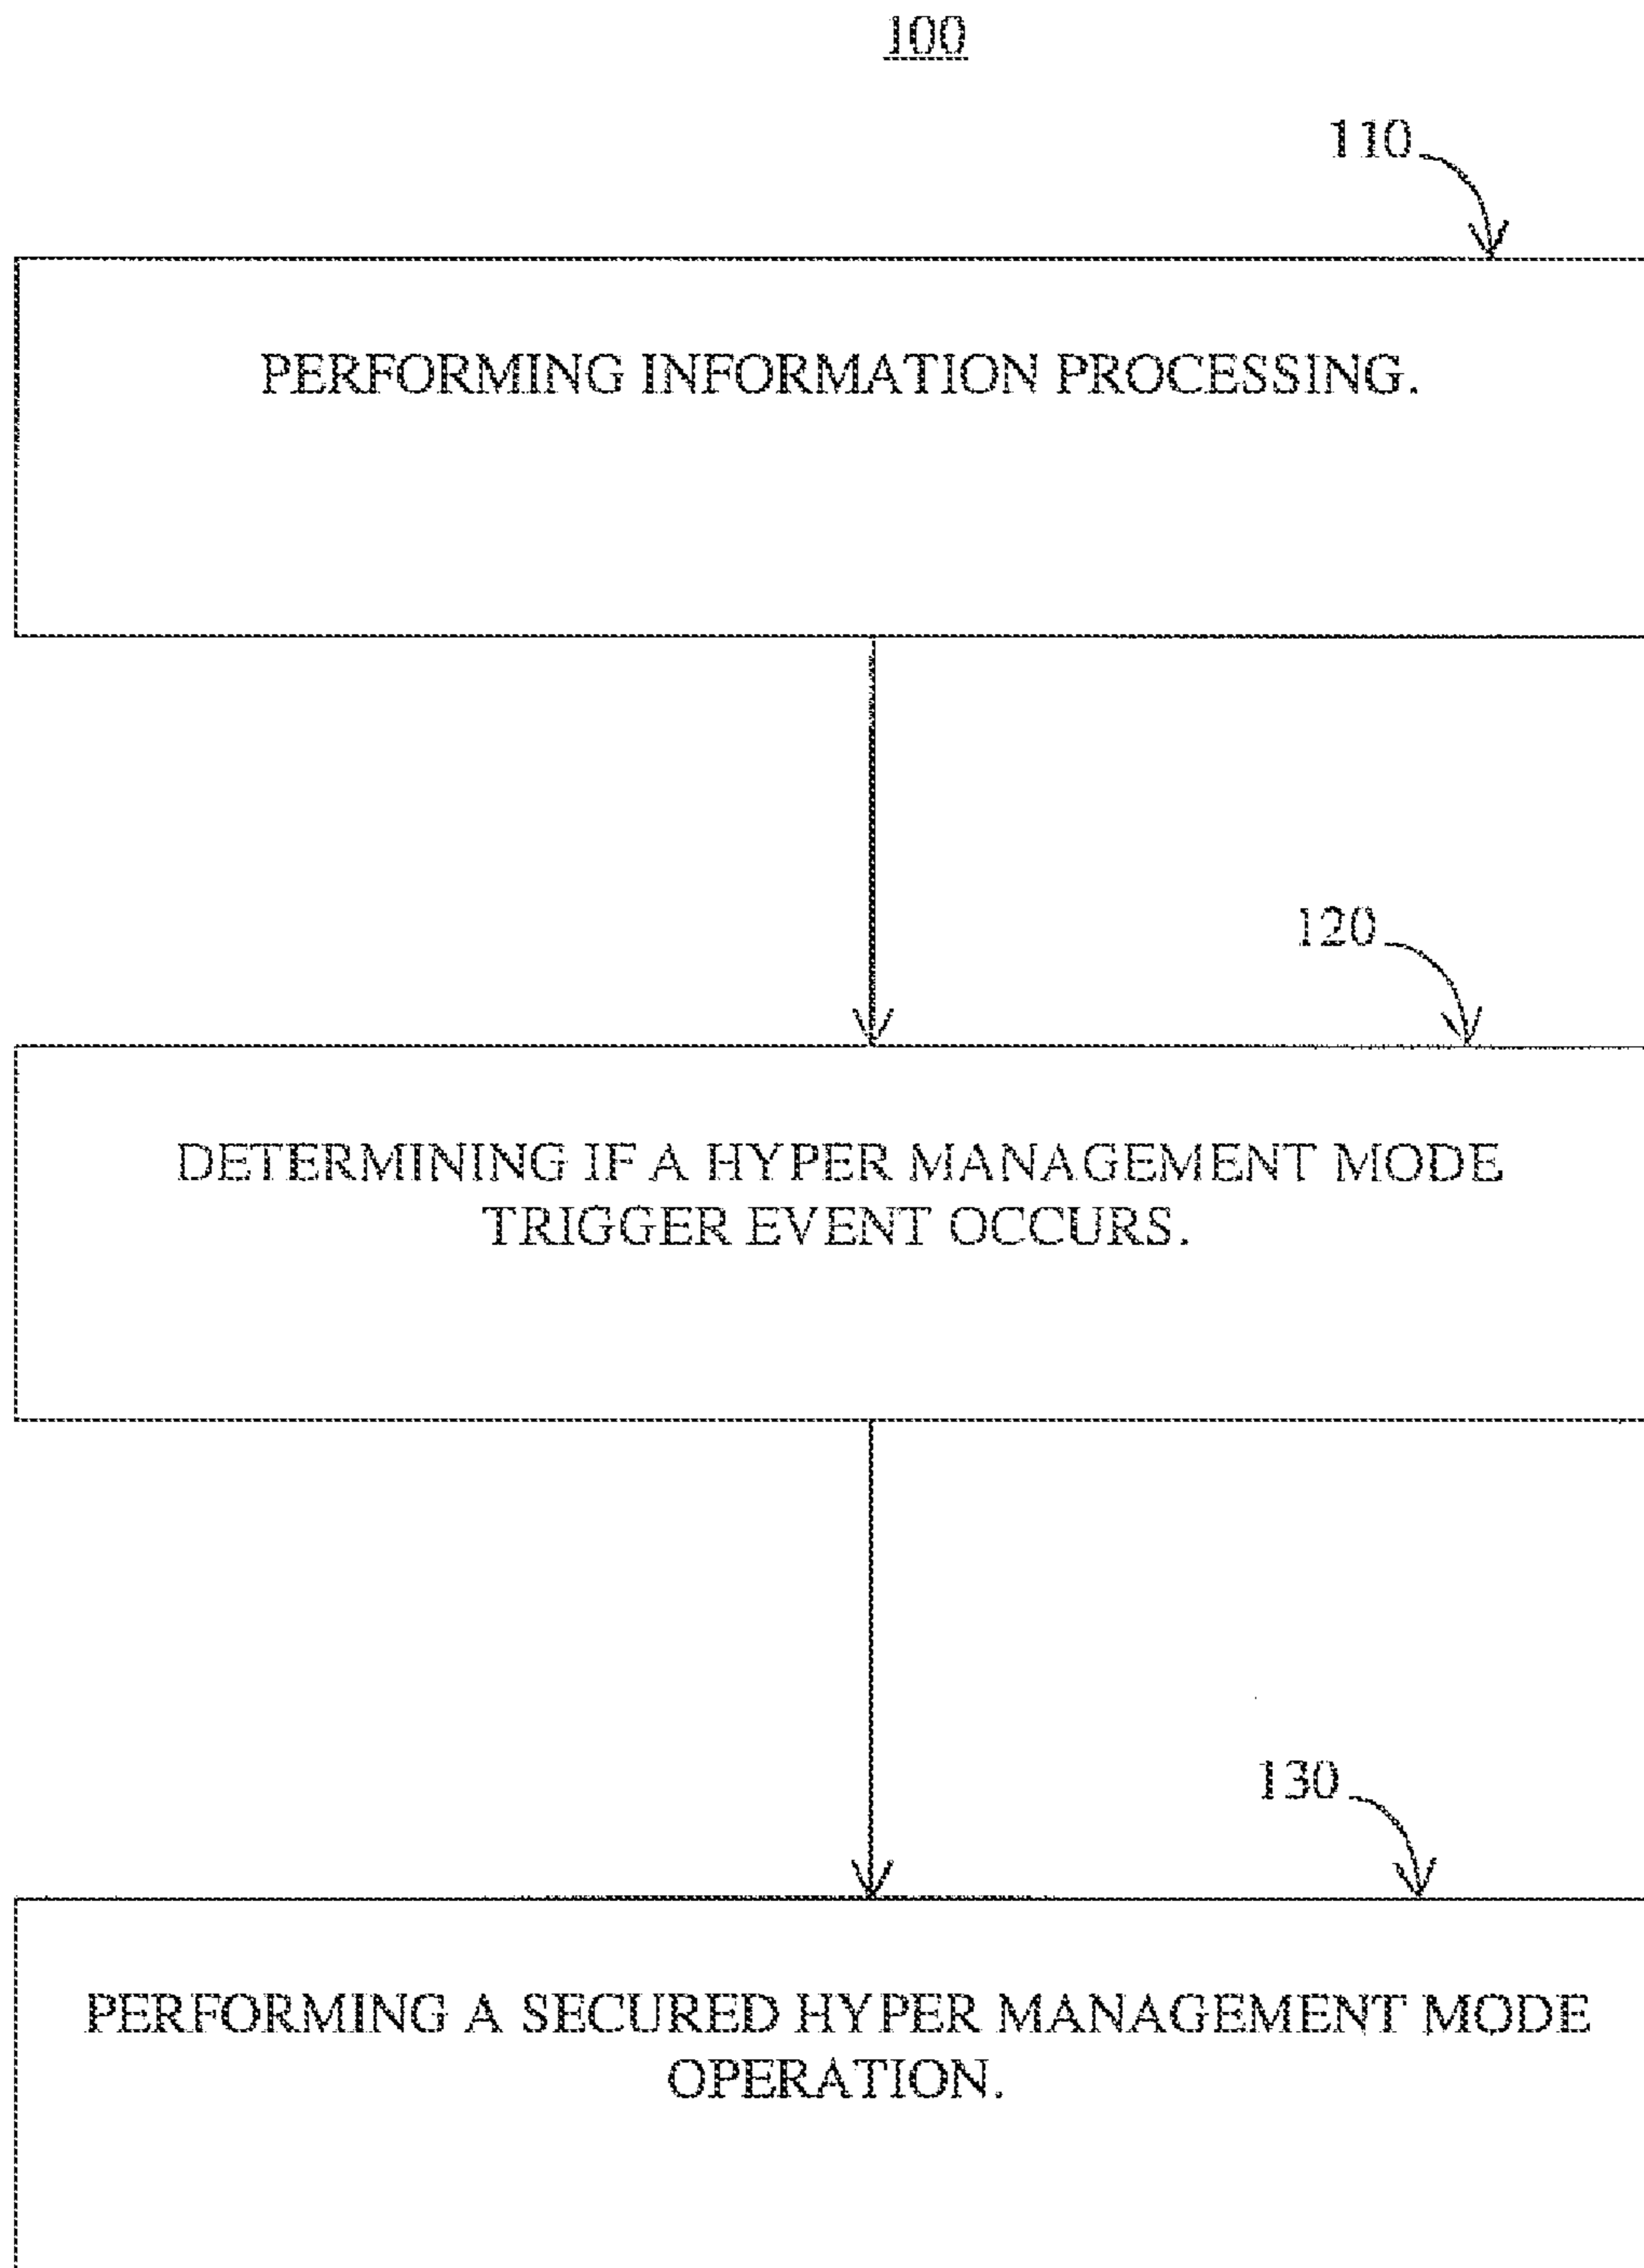 100
110
PERFORMING INFORMATION PROCESSING.
120
DETERMINING IF A HYPER MANAGEMENT MODE
TRIGGER EVENT OCCURS.
130
PERFORMING A SECURED HYPER MANAGEMENT MODE
OPERATION.